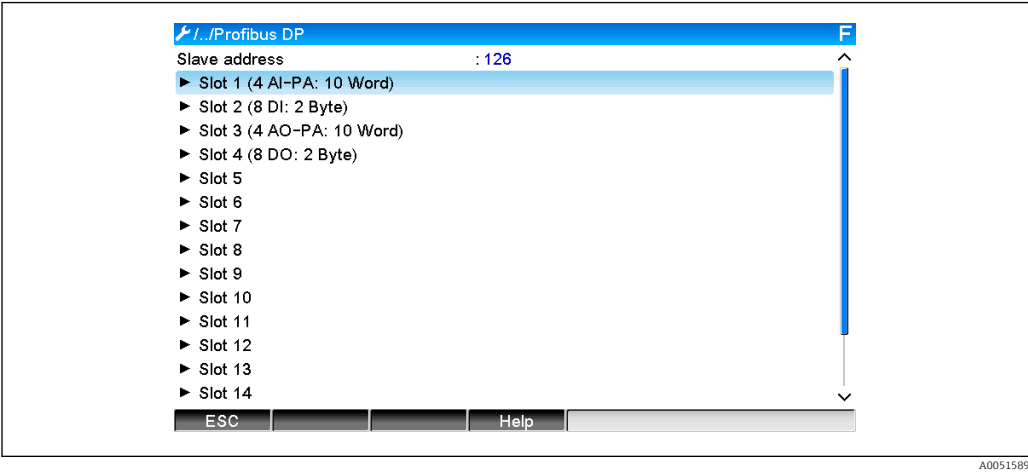 /../Profibus DP F
Slave address : 126
► Slot 1 (4 AI-PA: 10 Word)
► Slot 2 (8 DI: 2 Byte)
► Slot 3 (4 AO-PA: 10 Word)
► Slot 4 (8 DO: 2 Byte)
► Slot 5
► Slot 6
► Slot 7
► Slot 8
► Slot 9
► Slot 10
► Slot 11
► Slot 12
► Slot 13
► Slot 14
ESC Help
A0051589